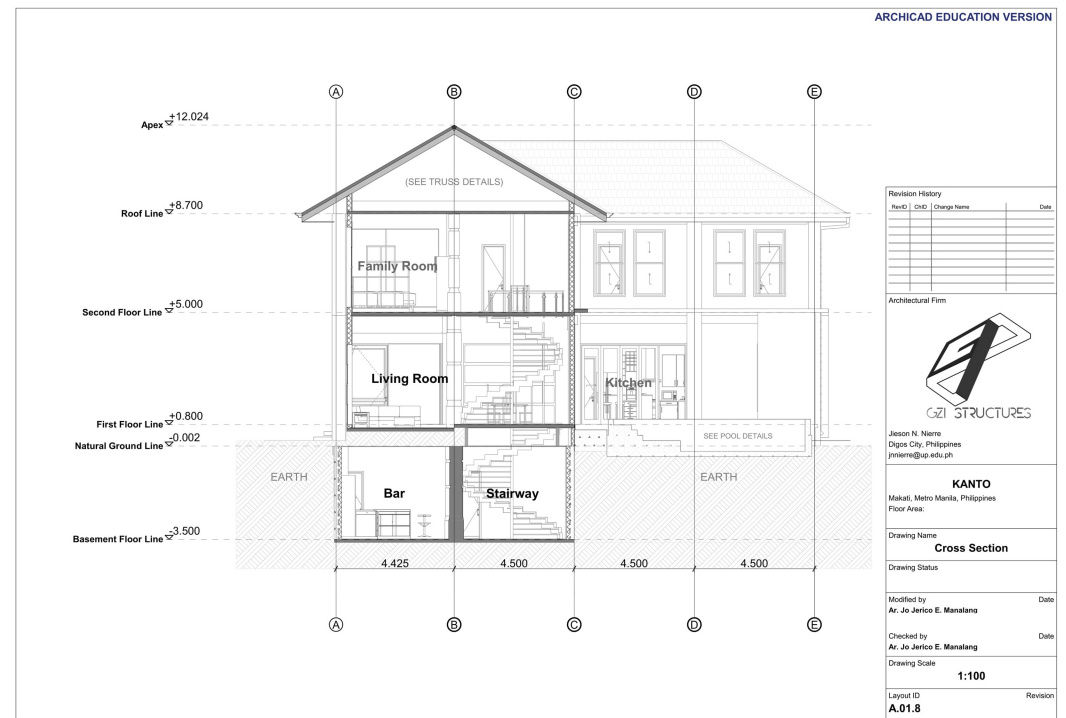 ARCHICAD EDUCATION VERSION
A B C D E
Apex +12.024
(SEE TRUSS DETAILS)
Roof Line +8.700
Family Room
Second Floor Line +5.000
Living Room
Kitchen
First Floor Line +0.800
SEE POOL DETAILS
Natural Ground Line -0.002
EARTH
EARTH
Bar
Stairway
Basement Floor Line -3.500
4.425 4.500 4.500 4.500
A B C D E
Revision History
RevID ChID Change Name Date
Architectural Firm
GZI STRUCTURES
Jieson N. Nierre
Digos City, Philippines
jnnierre@up.edu.ph
KANTO
Makati, Metro Manila, Philippines
Floor Area:
Drawing Name
Cross Section
Drawing Status
Modified by Date
Ar. Jo Jerico E. Manalang
Checked by Date
Ar. Jo Jerico E. Manalang
Drawing Scale
1:100
Layout ID Revision
A.01.8